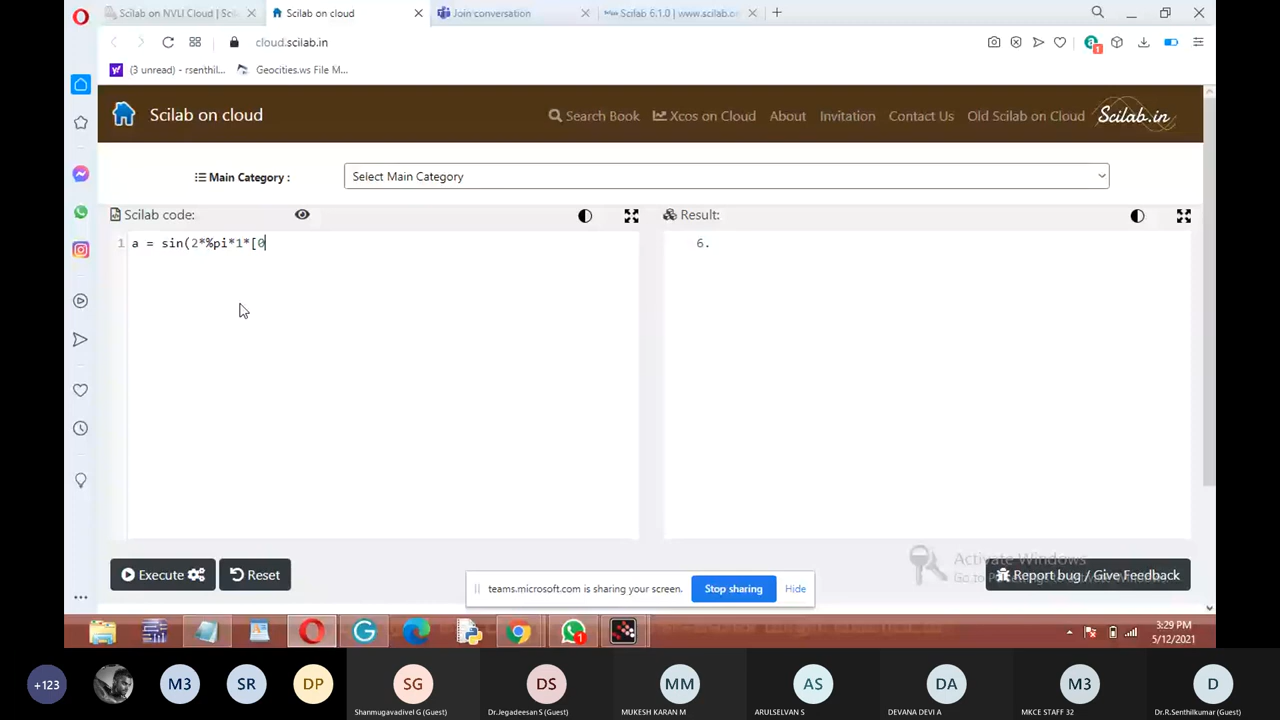 Scilab on NVLI Cloud | Scil
Scilab on cloud
Join conversation
Scilab 6.1.0 | www.scilab.o
cloud.scilab.in
(3 unread) - rsenthil...
Geocities.ws File M...
Scilab on cloud
Search Book
Xcos on Cloud
About
Invitation
Contact Us
Old Scilab on Cloud
Scilab.in
Main Category :
Select Main Category
Scilab code:
Result:
1 a = sin(2*%pi*1*[0
6.
Activate Windows
Execute
Reset
teams.microsoft.com is sharing your screen.
Stop sharing
Hide
Report bug / Give Feedback
3:29 PM
5/12/2021
+123
M3
SR
DP
SG
DS
MM
AS
DA
M3
D
Shanmugavadivel G (Guest)
Dr.Jegadeesan S (Guest)
MUKESH KARAN M
ARULSELVAN S
DEVANA DEVI A
MKCE STAFF 32
Dr.R.Senthilkumar (Guest)